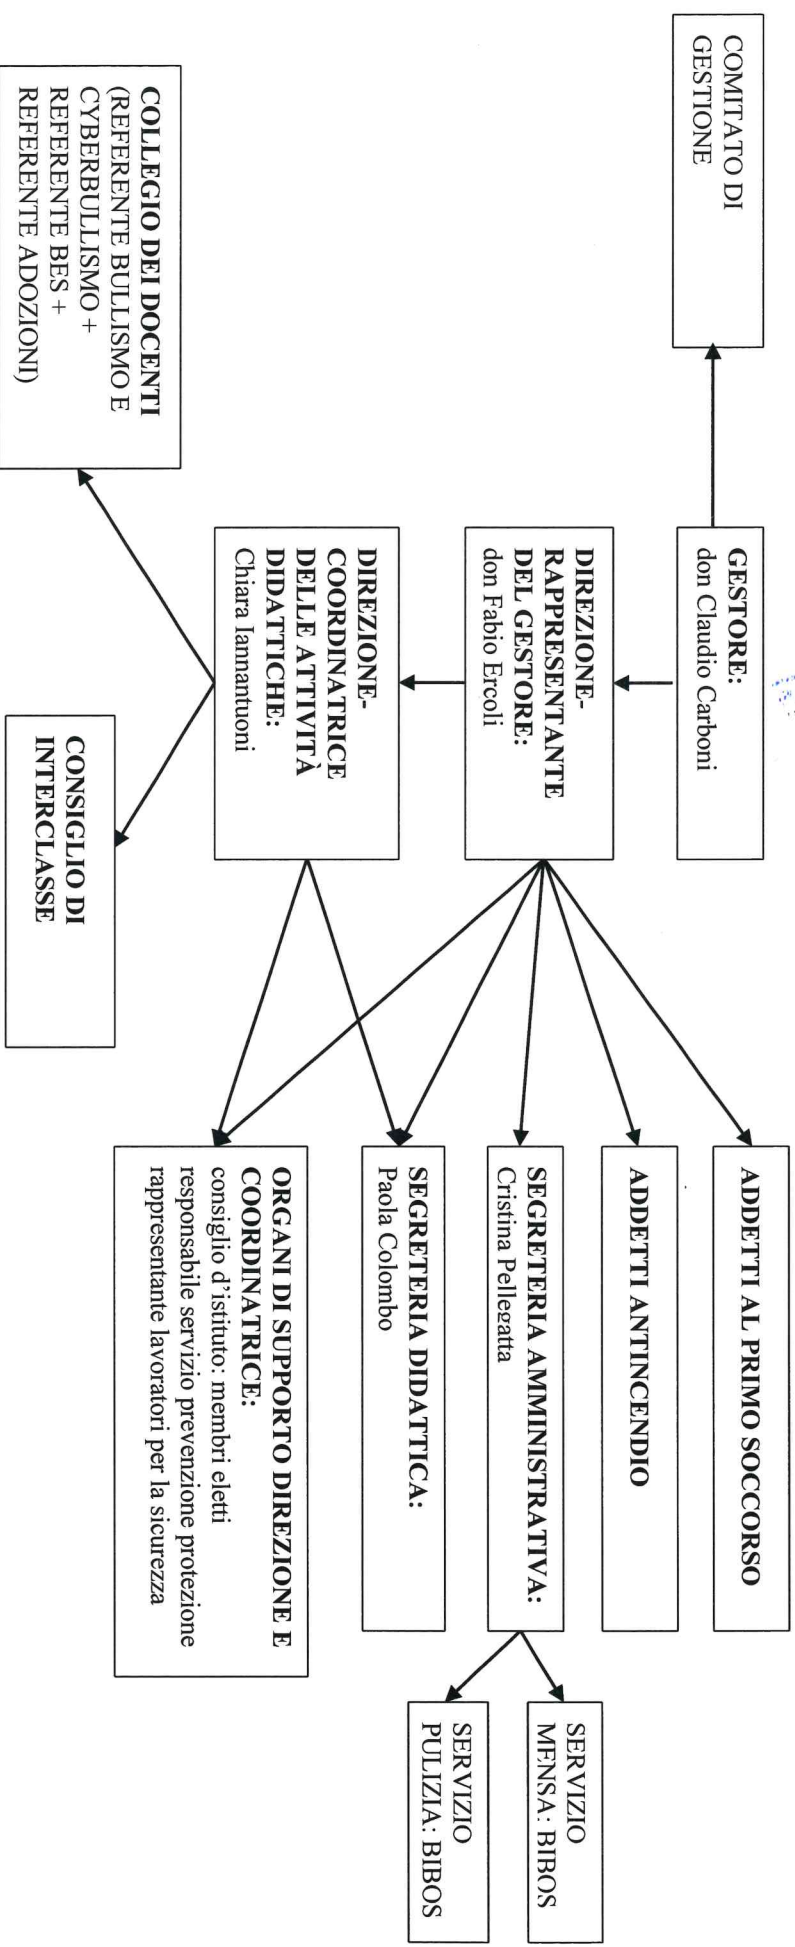 COMITATO DI
GESTIONE
GESTORE:
don Claudio Carboni
DIREZIONE-
RAPPRESENTANTE
DEL GESTORE:
don Fabio Ercoli
DIREZIONE-
COORDINATRICE
DELLE ATTIVITÀ
DIDATTICHE:
Chiara Iannantuoni
COLLEGIO DEI DOCENTI
(REFERENTE BULLISMO E
CYBERBULLISMO +
REFERENTE BES +
REFERENTE ADOZIONI)
CONSIGLIO DI
INTERCLASSE
ADDETTI AL PRIMO SOCCORSO
ADDETTI ANTINCENDIO
SEGRETERIA AMMINISTRATIVA:
Cristina Pellegatta
SEGRETERIA DIDATTICA:
Paola Colombo
ORGANI DI SUPPORTO DIREZIONE E
COORDINATRICE:
consiglio d'istituto: membri eletti
responsabile servizio prevenzione protezione
rappresentante lavoratori per la sicurezza
SERVIZIO
MENSA: BIBOS
SERVIZIO
PULIZIA: BIBOS